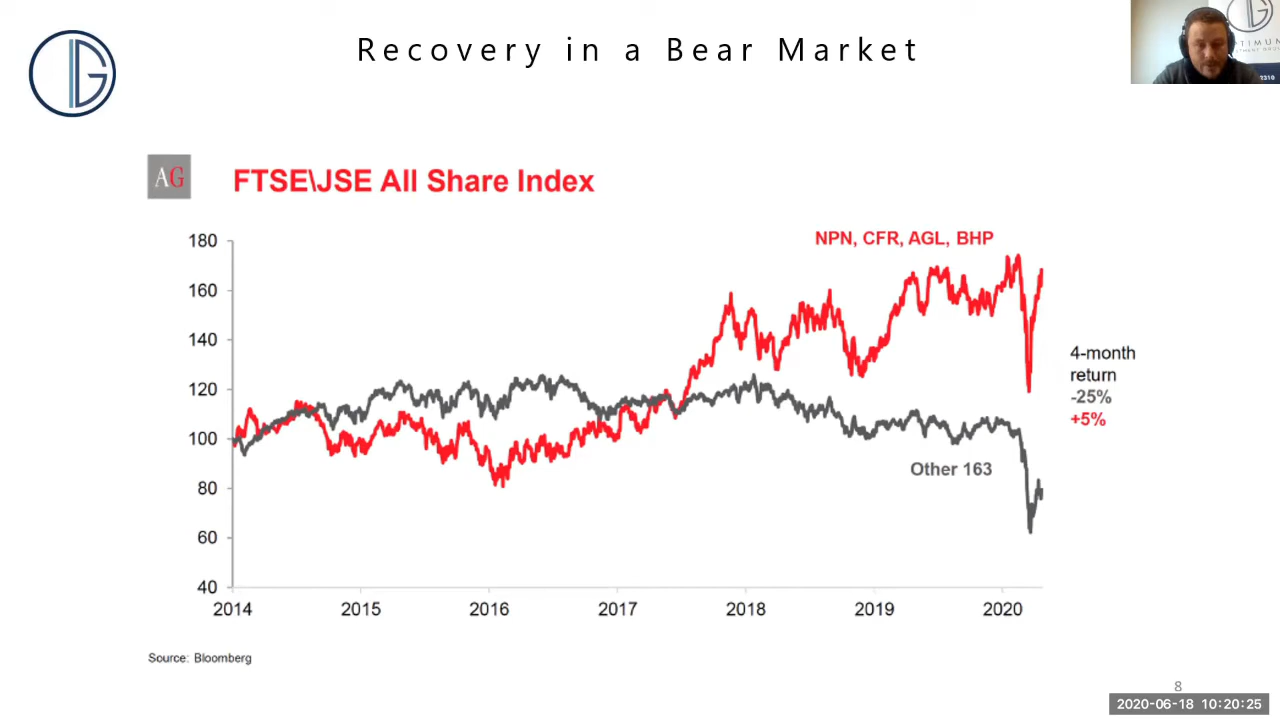 Recovery in a Bear Market
AG
FTSE\JSE All Share Index
NPN, CFR, AGL, BHP
180
160
140
120
100
80
60
40
4-month
return
-25%
+5%
Other 163
2014 2015 2016 2017 2018 2019 2020
Source: Bloomberg
8
2020-06-18 10:20:25